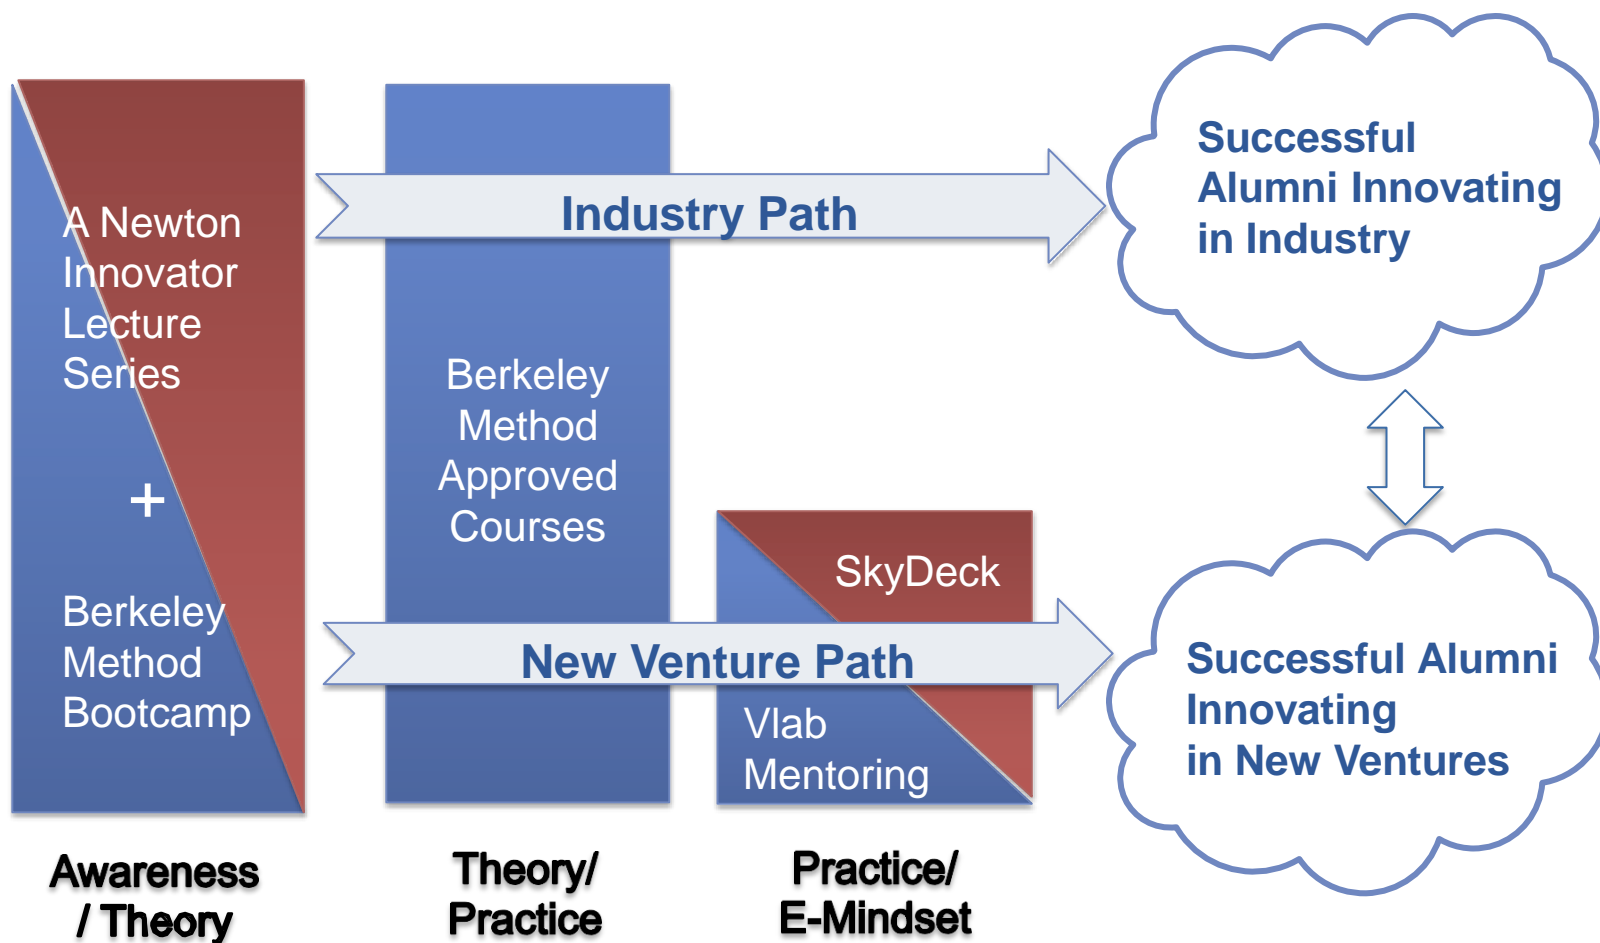 A Newton
Innovator
Lecture
Series
+
Berkeley
Method
Bootcamp
Berkeley
Method
Approved
Courses
SkyDeck
Vlab
Mentoring
Industry Path
New Venture Path
Successful
Alumni Innovating
in Industry
Successful Alumni
Innovating
in New Ventures
Awareness
/ Theory
Theory/
Practice
Practice/
E-Mindset